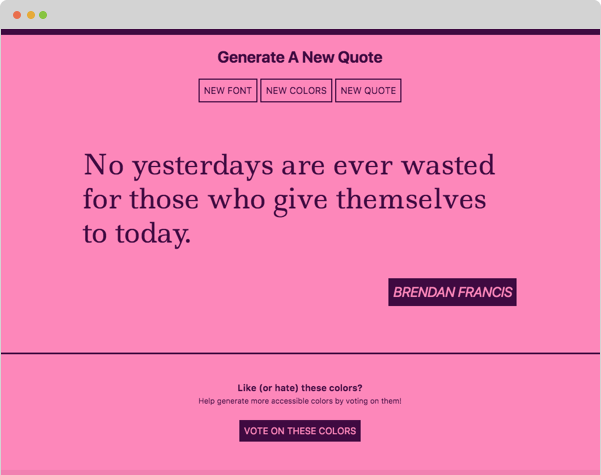 Generate A New Quote
NEW FONT NEW COLORS NEW QUOTE
No yesterdays are ever wasted
for those who give themselves
to today.
BRENDAN FRANCIS
Like (or hate) these colors?
Help generate more accessible colors by voting on them!
VOTE ON THESE COLORS